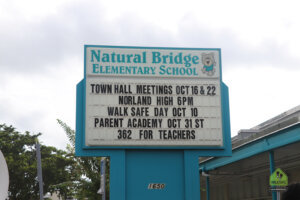 Natural Bridge
Elementary School
TOWN HALL MEETINGS OCT 16 & 22
NORLAND HIGH 6PM
WALK SAFE DAY OCT 10
PARENT ACADEMY OCT 31 ST
362 FOR TEACHERS
1650